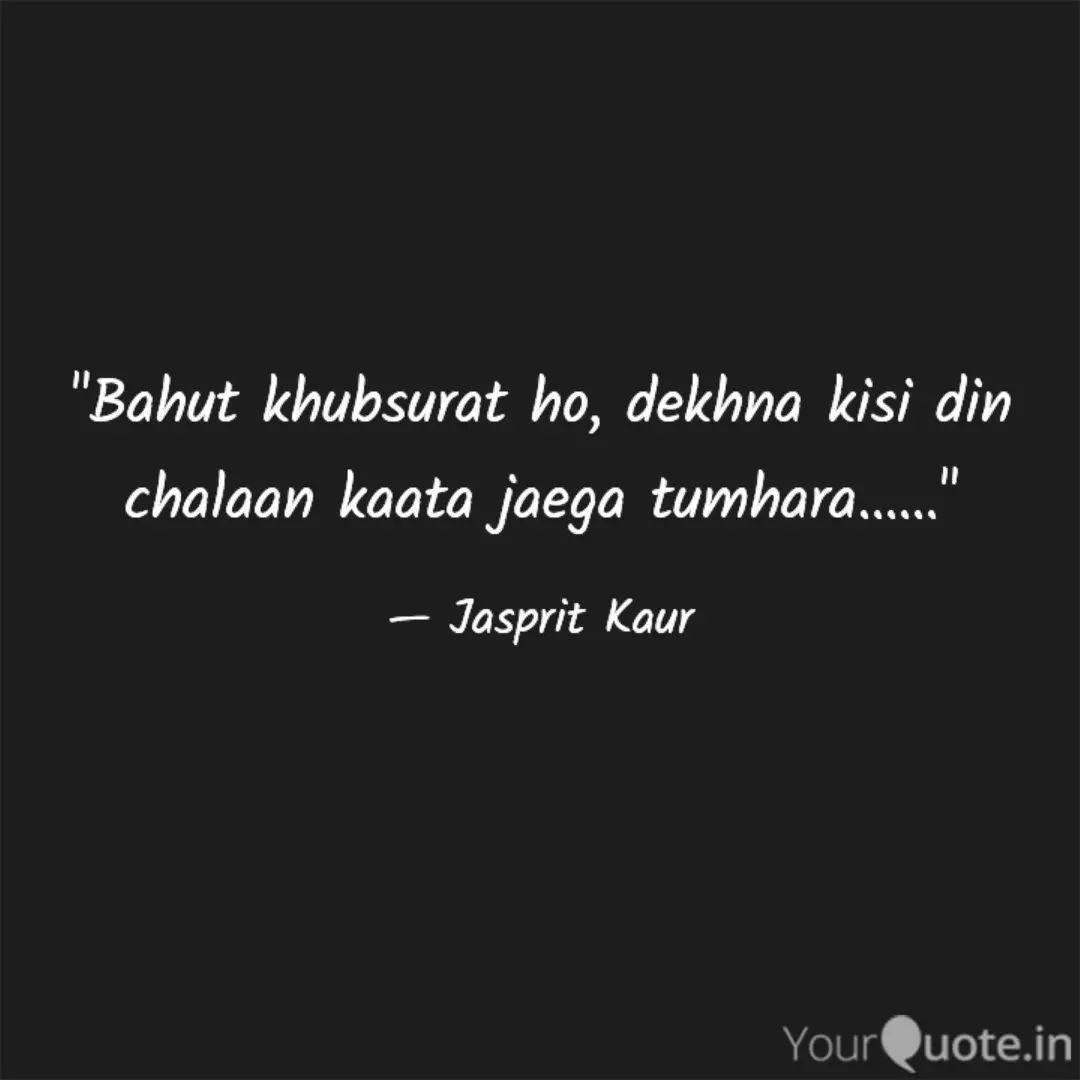 "Bahut khubsurat ho, dekhna kisi din
chalaan kaata jaega tumhara......"
— Jasprit Kaur
YourQuote.in